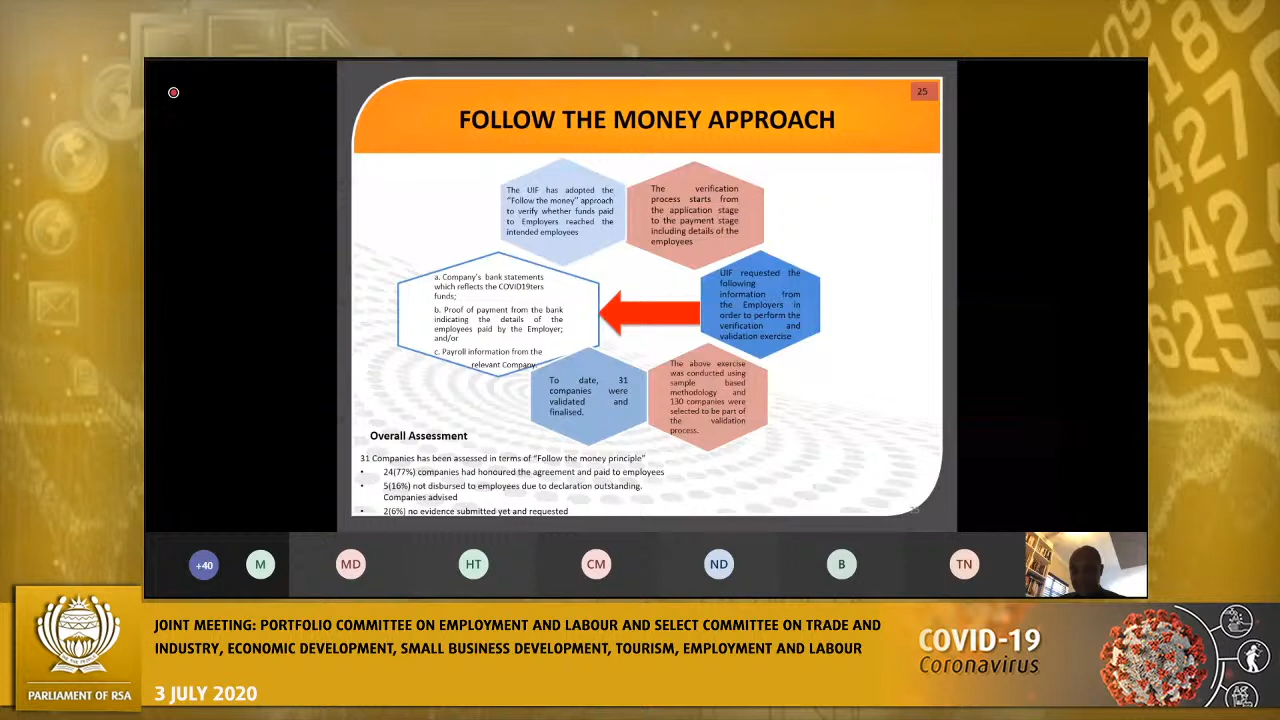 25
FOLLOW THE MONEY APPROACH
The UIF has adopted the
"Follow the money" approach
to verify whether funds paid
to Employers reached the
intended employees
The verification
process starts from
the application stage
to the payment stage
including details of the
employees
a. Company's bank statements
which reflects the COVID19ters
funds;
b. Proof of payment from the bank
indicating the details of the
employees paid by the Employer;
and/or
c. Payroll information from the
relevant Company.
UIF requested the
following
information from
the Employers in
order to perform the
verification and
validation exercise
To date, 31
companies were
validated and
finalised.
The above exercise
was conducted using
sample based
methodology and
130 companies were
selected to be part of
the validation
process.
Overall Assessment
31 Companies has been assessed in terms of "Follow the money principle"
• 24(77%) companies had honoured the agreement and paid to employees
• 5(16%) not disbursed to employees due to declaration outstanding.
Companies advised
• 2(6%) no evidence submitted yet and requested
25
+40
M
MD
HT
CM
ND
B
TN
PARLIAMENT OF RSA
JOINT MEETING: PORTFOLIO COMMITTEE ON EMPLOYMENT AND LABOUR AND SELECT COMMITTEE ON TRADE AND
INDUSTRY, ECONOMIC DEVELOPMENT, SMALL BUSINESS DEVELOPMENT, TOURISM, EMPLOYMENT AND LABOUR
3 JULY 2020
COVID-19
Coronavirus